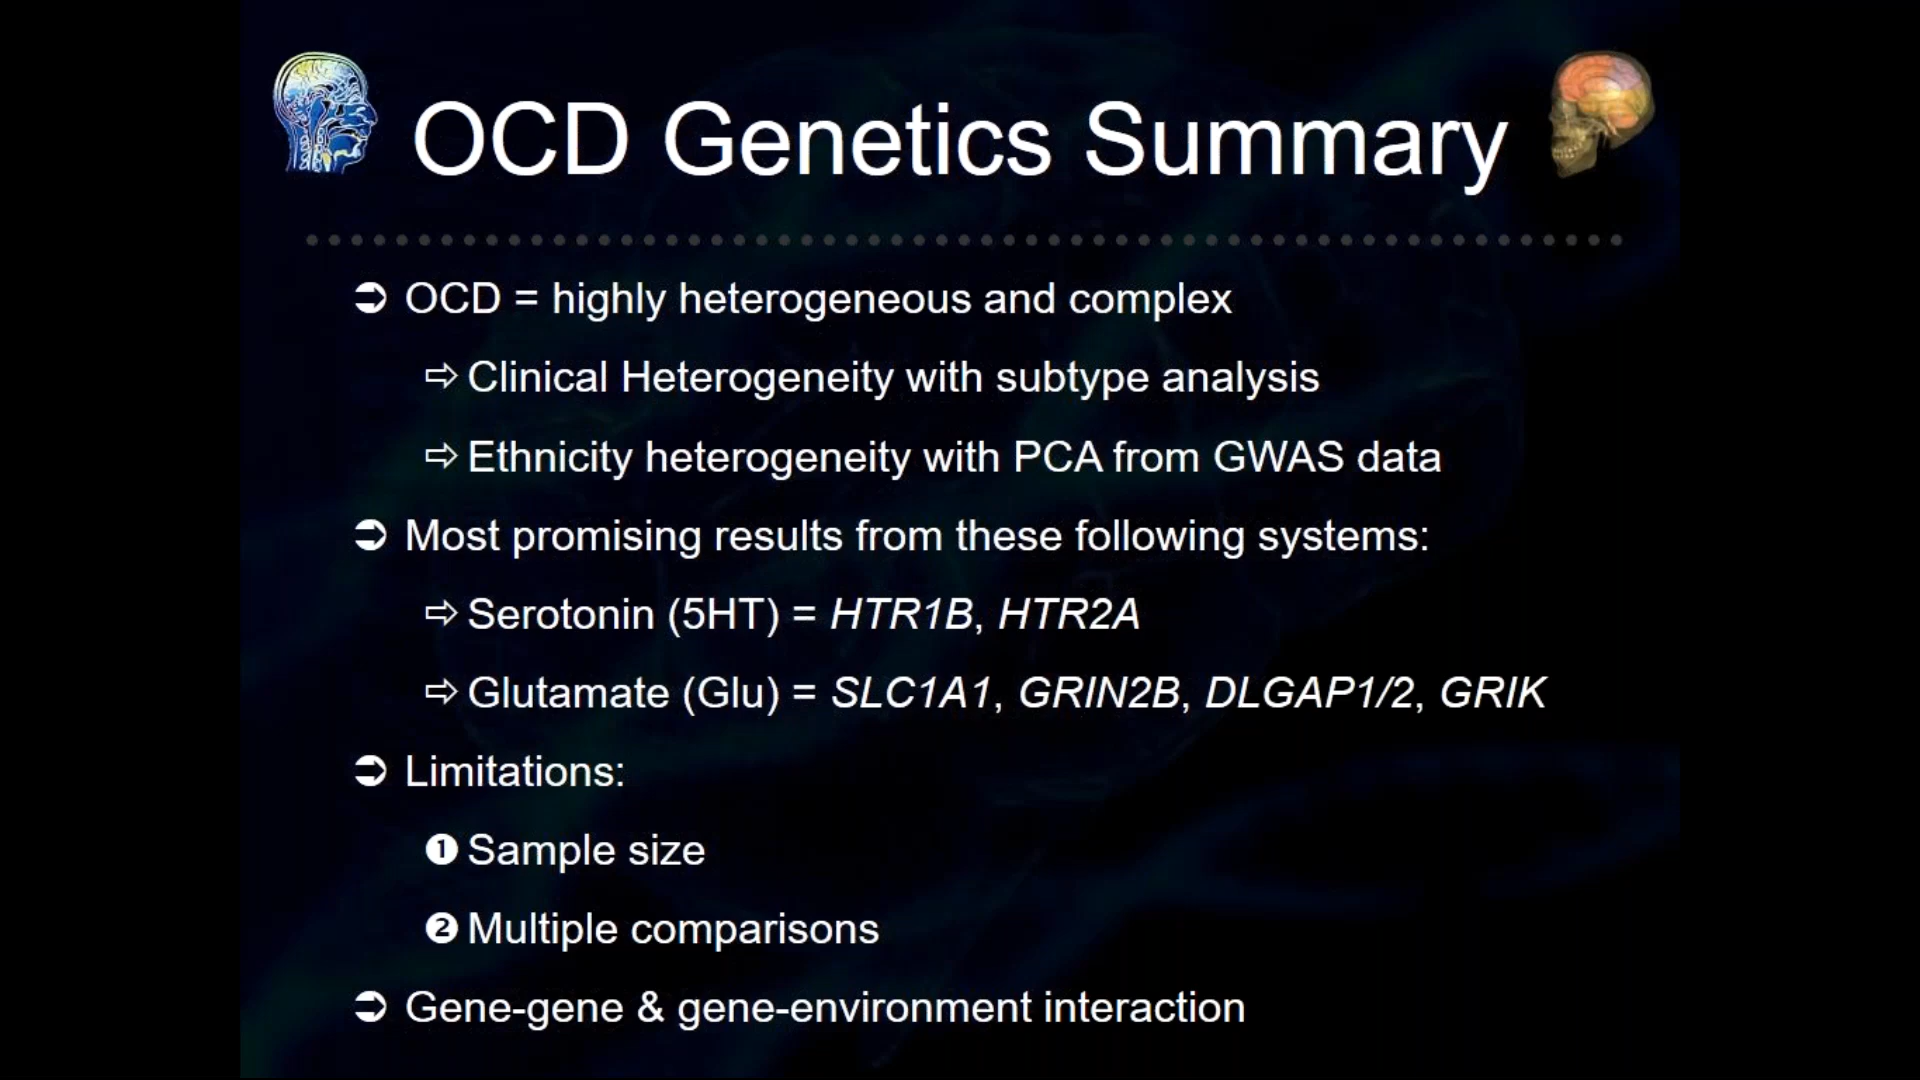 OCD Genetics Summary
➲ OCD = highly heterogeneous and complex
⇨ Clinical Heterogeneity with subtype analysis
⇨ Ethnicity heterogeneity with PCA from GWAS data
➲ Most promising results from these following systems:
⇨ Serotonin (5HT) = HTR1B, HTR2A
⇨ Glutamate (Glu) = SLC1A1, GRIN2B, DLGAP1/2, GRIK
➲ Limitations:
❶ Sample size
❷ Multiple comparisons
➲ Gene-gene & gene-environment interaction